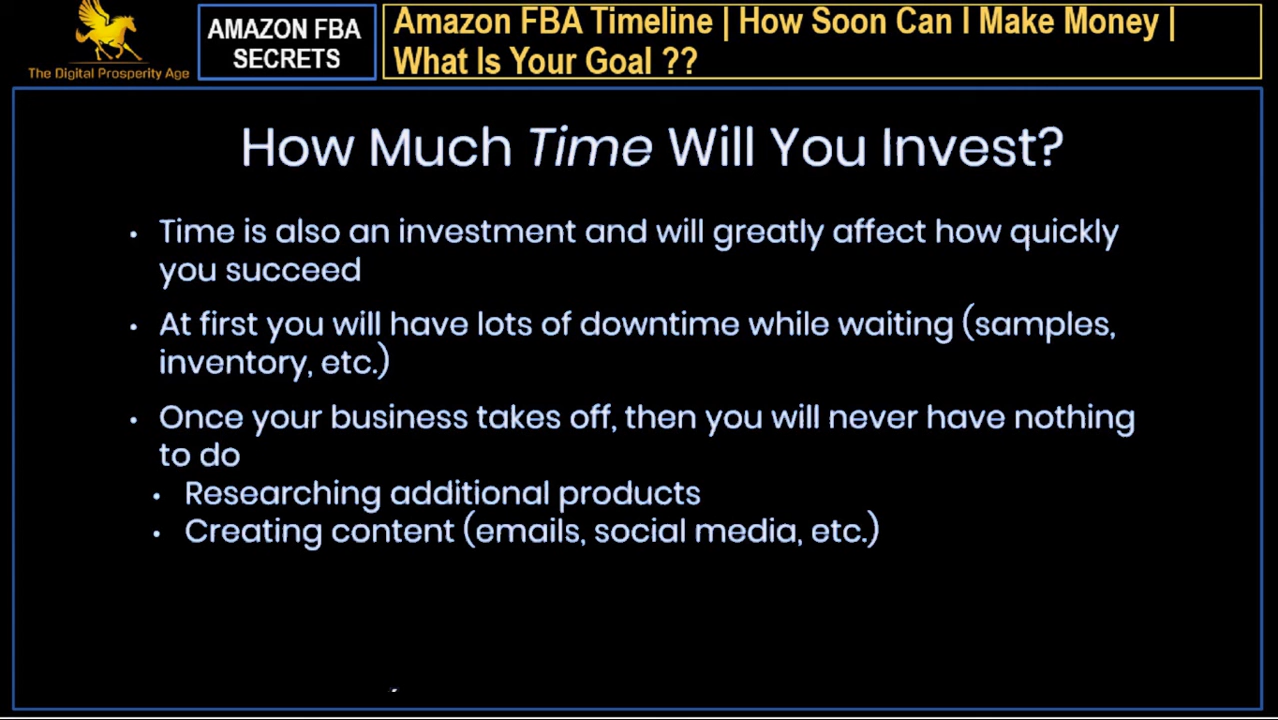 The Digital Prosperity Age
AMAZON FBA
SECRETS
Amazon FBA Timeline | How Soon Can I Make Money |
What Is Your Goal ??
How Much Time Will You Invest?
• Time is also an investment and will greatly affect how quickly
you succeed
• At first you will have lots of downtime while waiting (samples,
inventory, etc.)
• Once your business takes off, then you will never have nothing
to do
• Researching additional products
• Creating content (emails, social media, etc.)